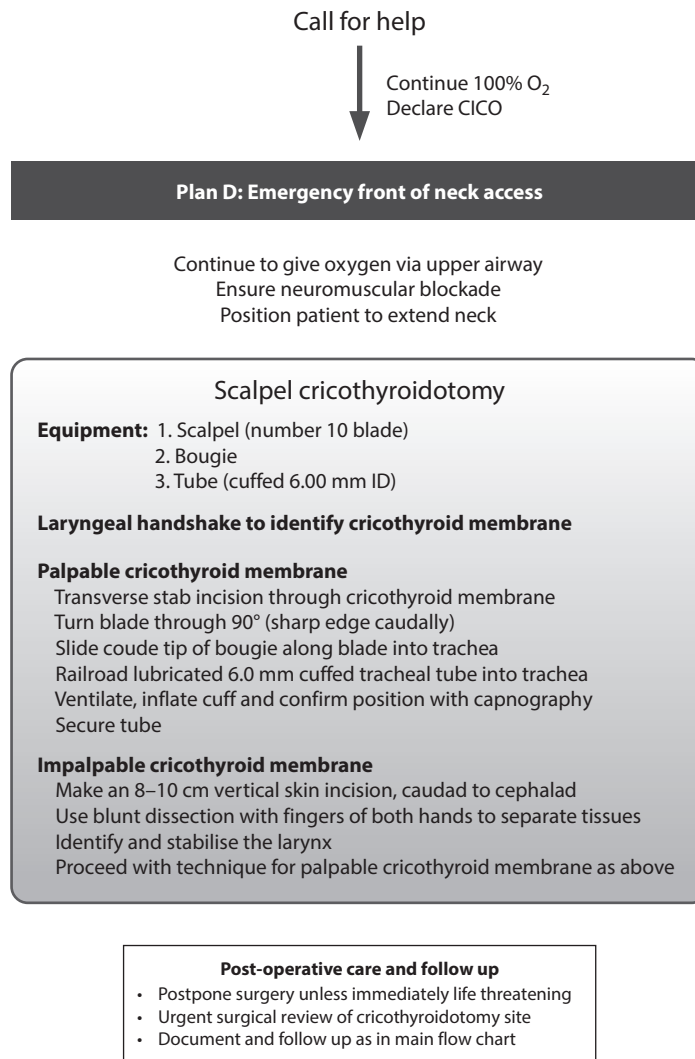 Call for help
Continue 100% O₂
Declare CICO
Plan D: Emergency front of neck access
Continue to give oxygen via upper airway
Ensure neuromuscular blockade
Position patient to extend neck
Scalpel cricothyroidotomy
Equipment: 1. Scalpel (number 10 blade)
2. Bougie
3. Tube (cuffed 6.00 mm ID)
Laryngeal handshake to identify cricothyroid membrane
Palpable cricothyroid membrane
Transverse stab incision through cricothyroid membrane
Turn blade through 90° (sharp edge caudally)
Slide coude tip of bougie along blade into trachea
Railroad lubricated 6.0 mm cuffed tracheal tube into trachea
Ventilate, inflate cuff and confirm position with capnography
Secure tube
Impalpable cricothyroid membrane
Make an 8–10 cm vertical skin incision, caudad to cephalad
Use blunt dissection with fingers of both hands to separate tissues
Identify and stabilise the larynx
Proceed with technique for palpable cricothyroid membrane as above
Post-operative care and follow up
• Postpone surgery unless immediately life threatening
• Urgent surgical review of cricothyroidotomy site
• Document and follow up as in main flow chart